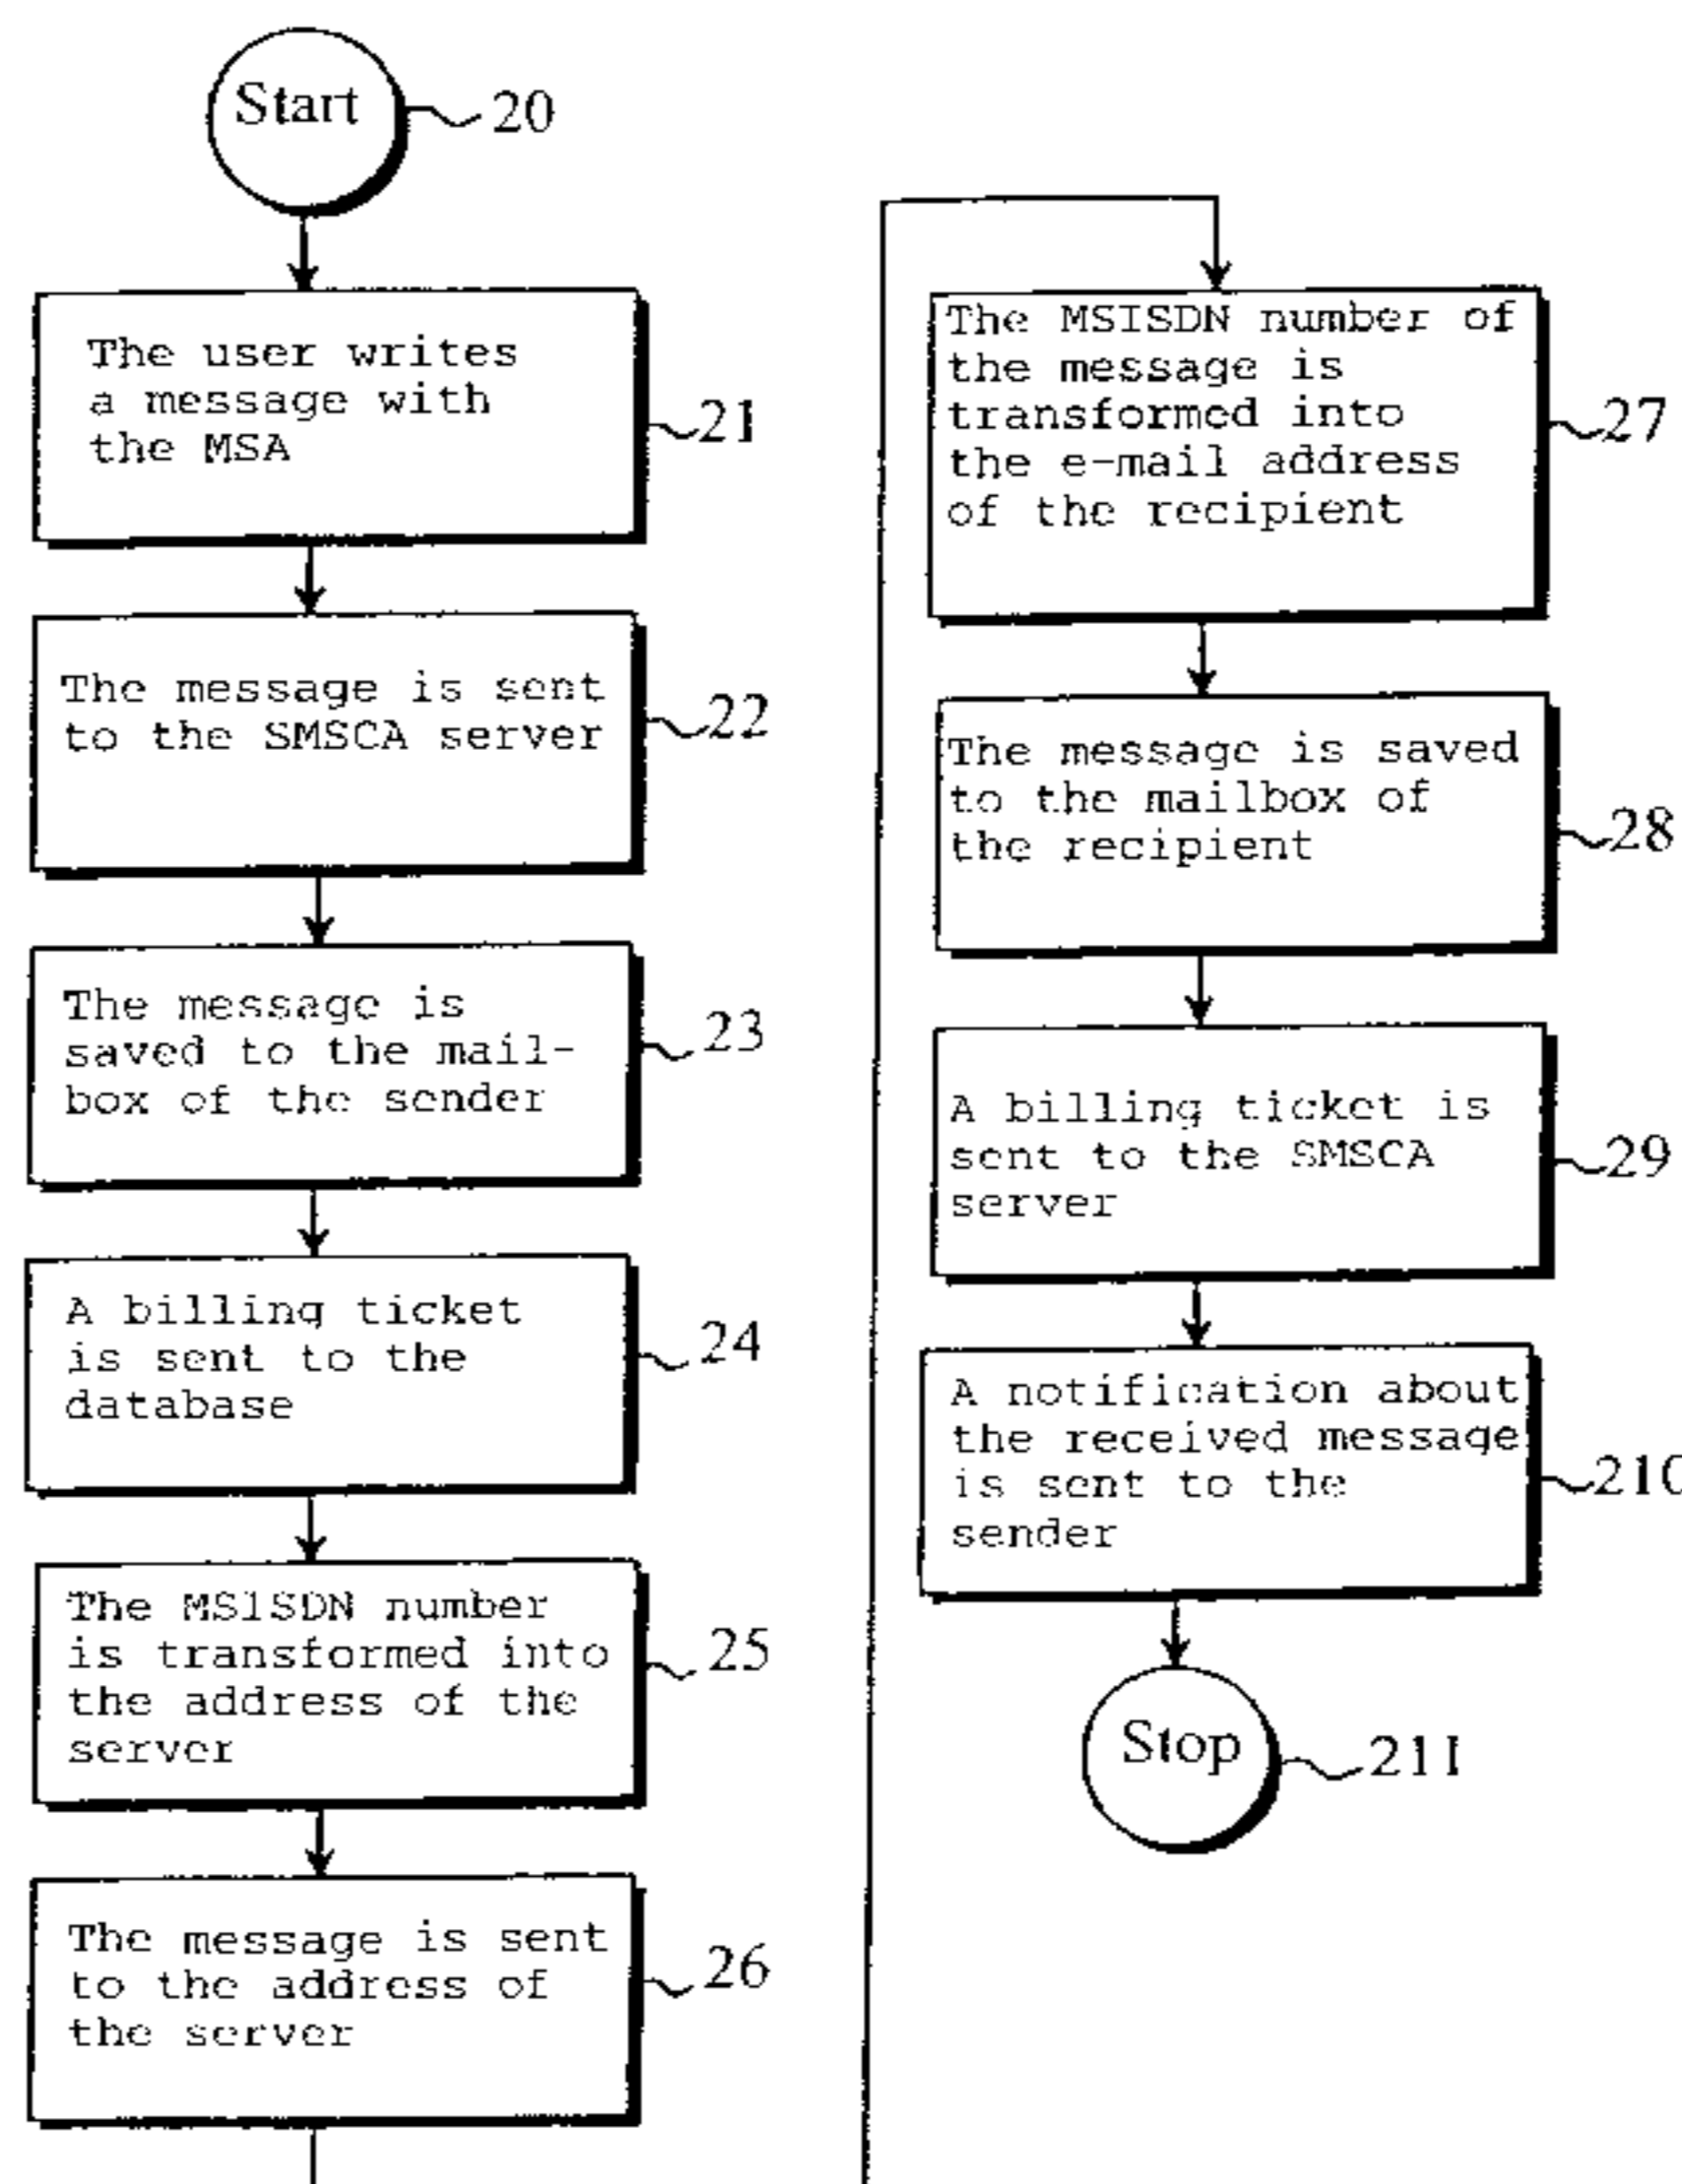 Start
20
The user writes
a message with
the MSA
21
The message is sent
to the SMSCA server
22
The message is
saved to the mail-
box of the sender
23
A billing ticket
is sent to the
database
24
The MSISDN number
is transformed into
the address of the
server
25
The message is sent
to the address of
the server
26
The MSISDN number of
the message is
transformed into
the e-mail address
of the recipient
27
The message is saved
to the mailbox of
the recipient
28
A billing ticket is
sent to the SMSCA
server
29
A notification about
the received message
is sent to the
sender
210
Stop
211